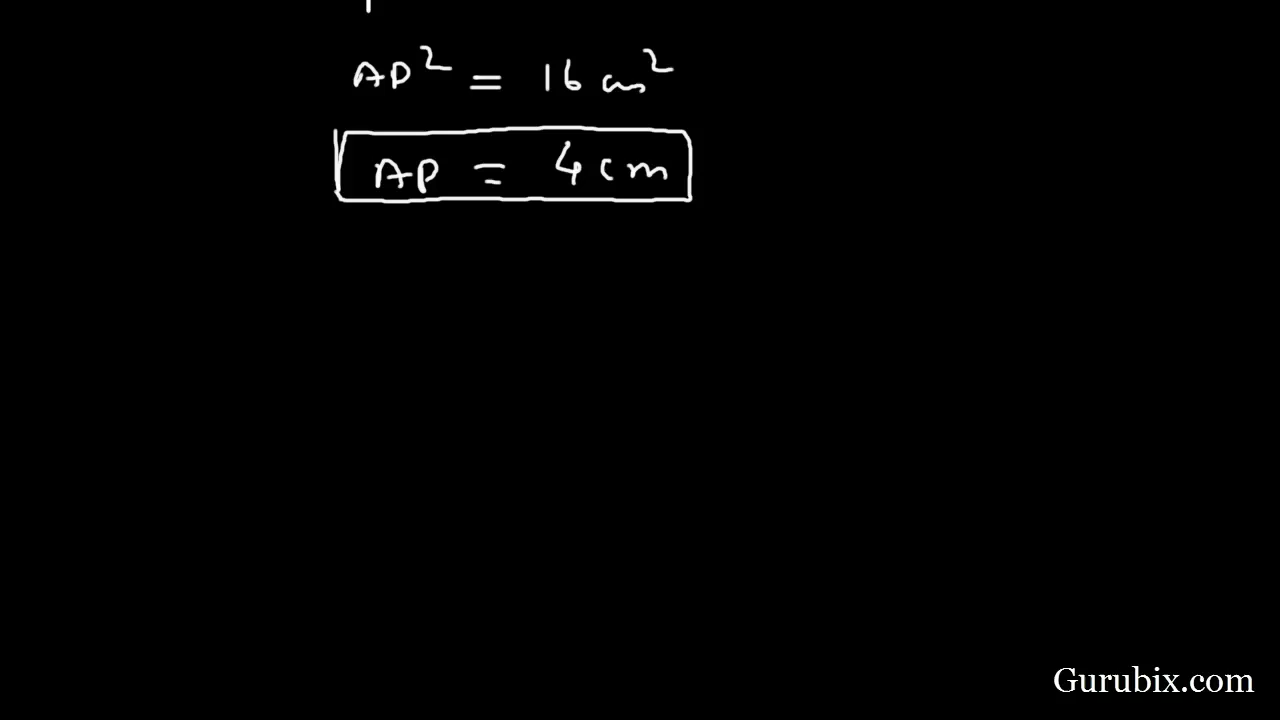 AP² = 16 cm²
AP = 4 cm
Gurubix.com